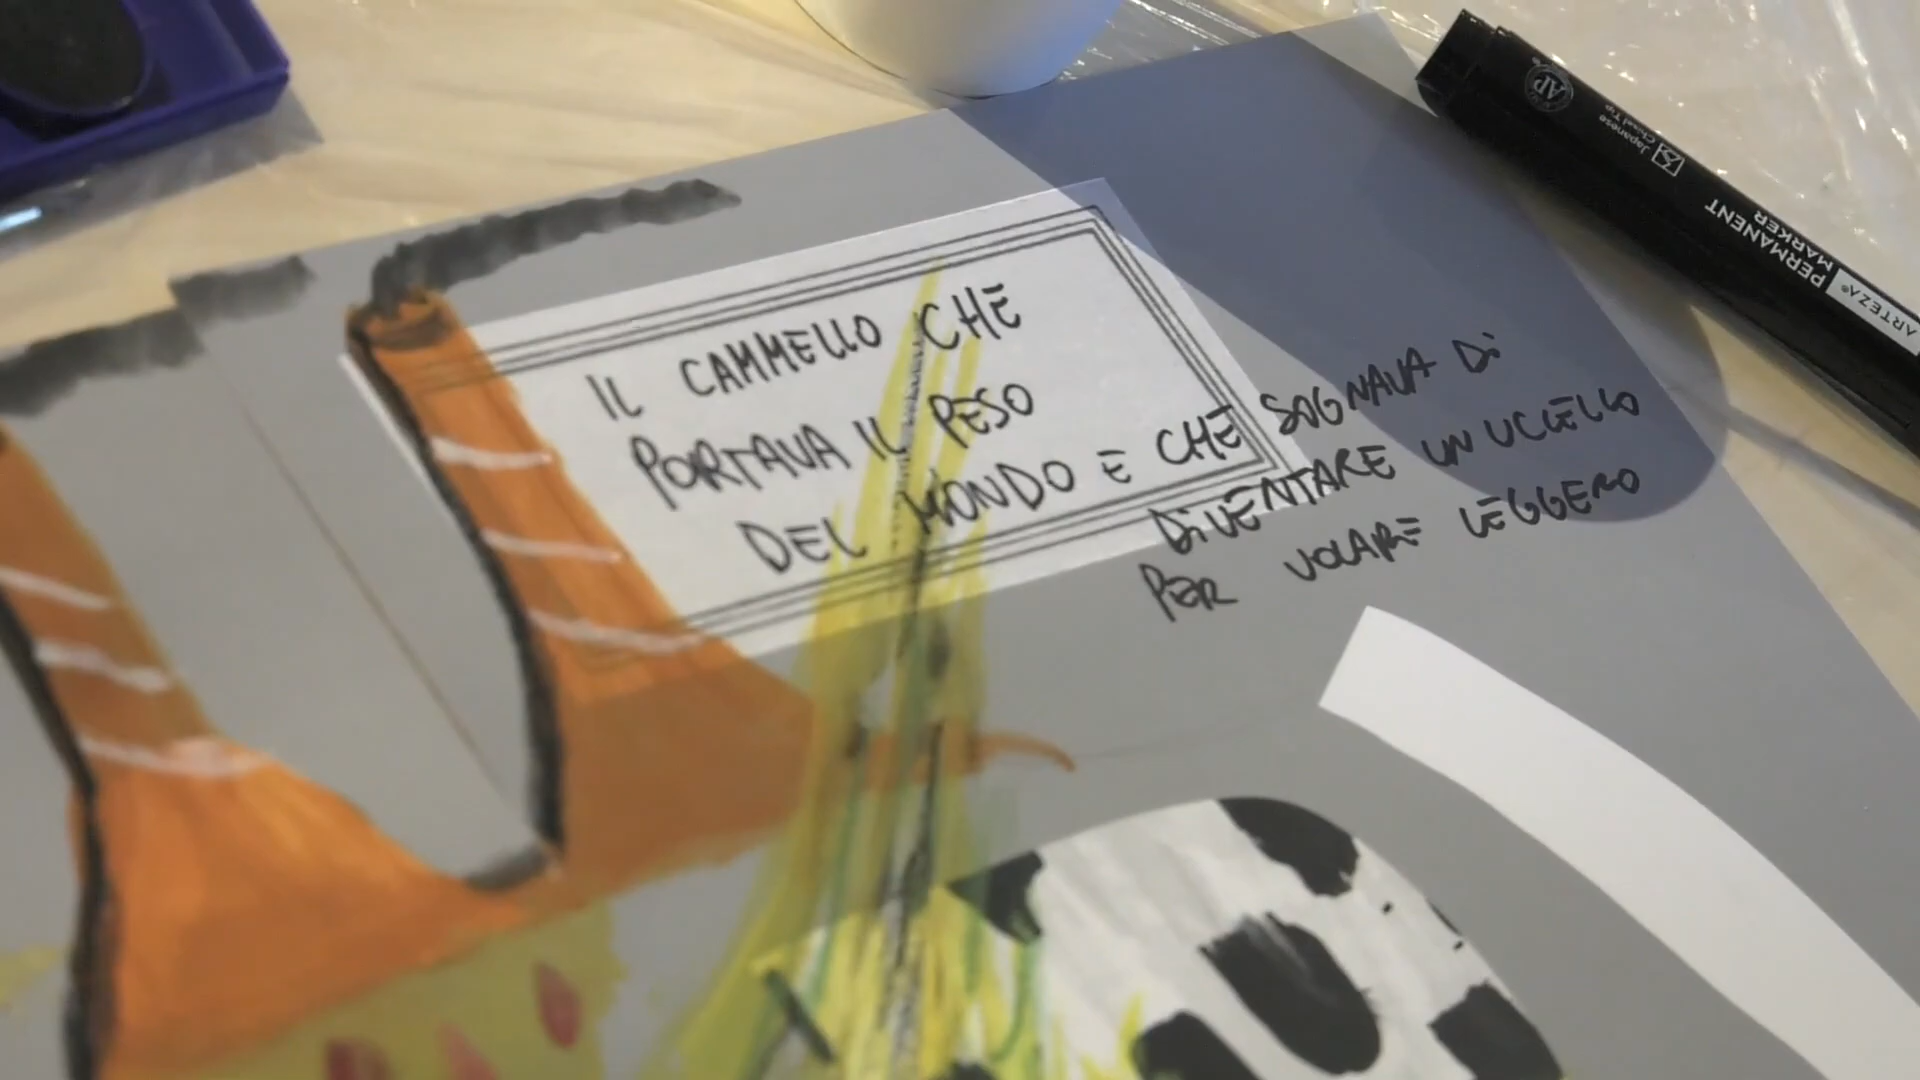 IL CAMMELLO CHE
PORTAVA IL PESO
DEL MONDO E CHE SOGNAVA Di
DiVENTARE UN UCCELLO
PER VOLARE LEGGERO
AP
Japanese
Chisel Tip
PERMANENT
MARKER
ARTEZA®